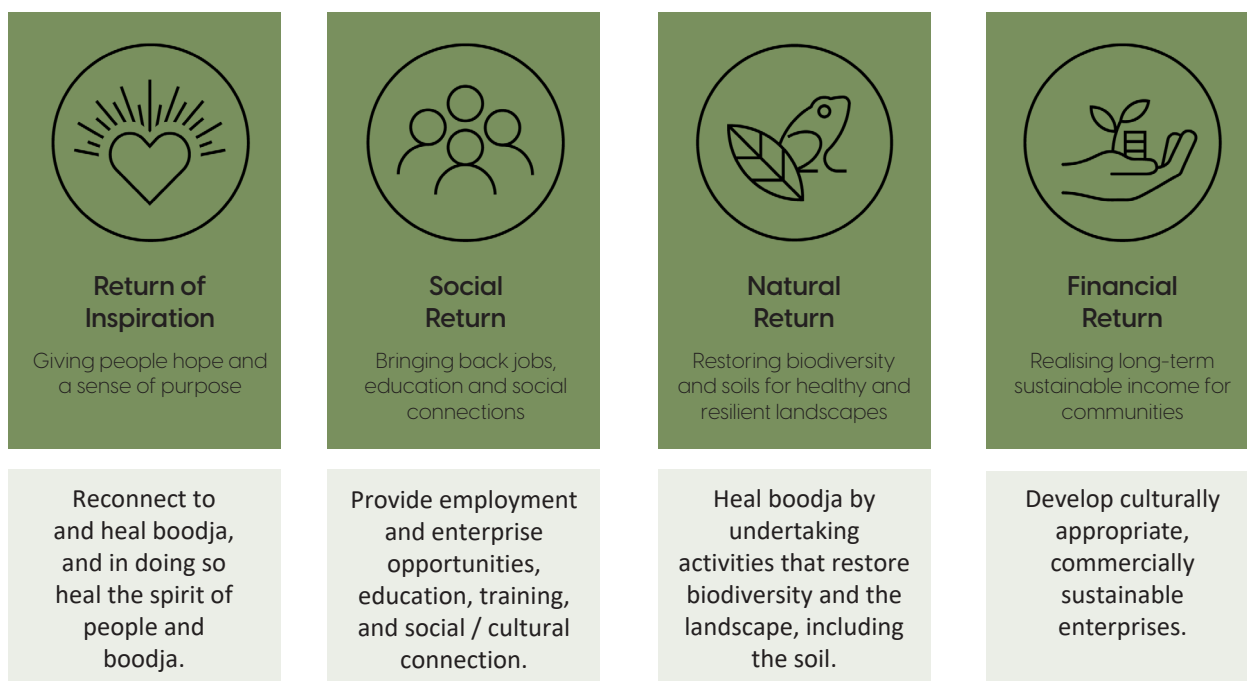 Return of
Inspiration
Giving people hope and
a sense of purpose
Reconnect to
and heal boodja,
and in doing so
heal the spirit of
people and
boodja.
Social
Return
Bringing back jobs,
education and social
connections
Provide employment
and enterprise
opportunities,
education, training,
and social / cultural
connection.
Natural
Return
Restoring biodiversity
and soils for healthy and
resilient landscapes
Heal boodja by
undertaking
activities that restore
biodiversity and the
landscape, including
the soil.
Financial
Return
Realising long-term
sustainable income for
communities
Develop culturally
appropriate,
commercially
sustainable
enterprises.